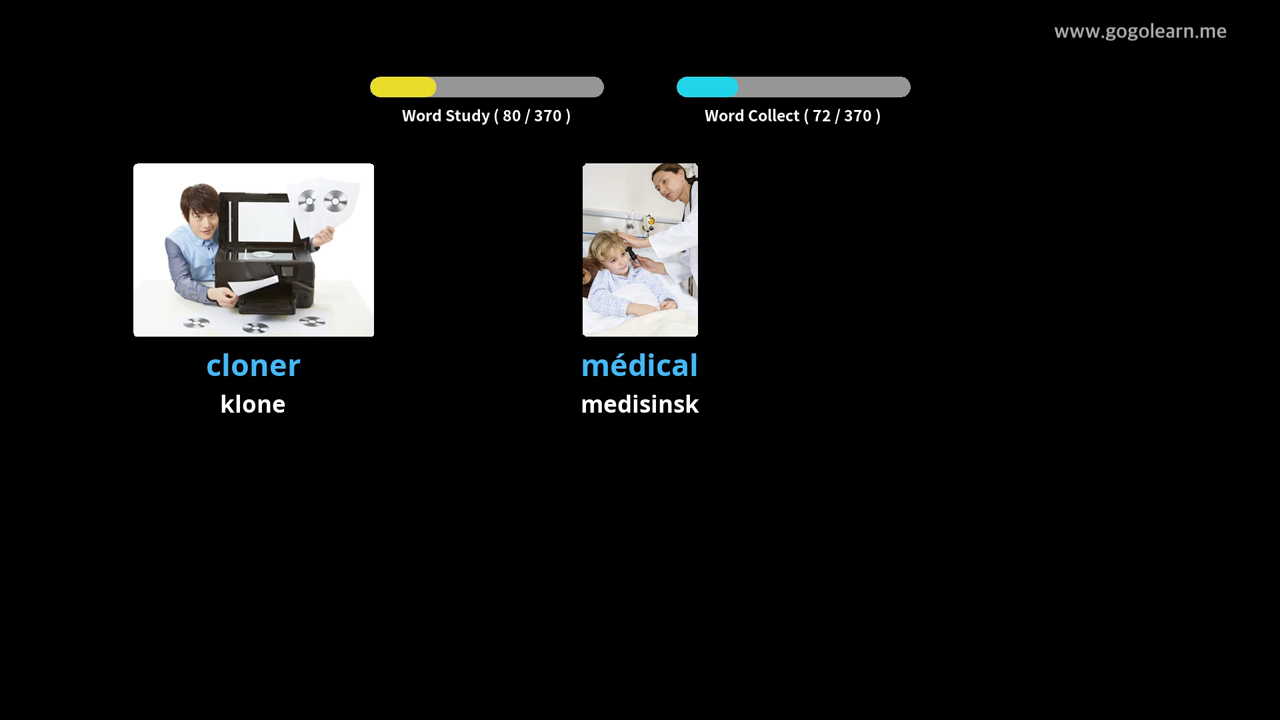 www.gogolearn.me
Word Study ( 80 / 370 )
Word Collect ( 72 / 370 )
cloner
klone
médical
medisinsk